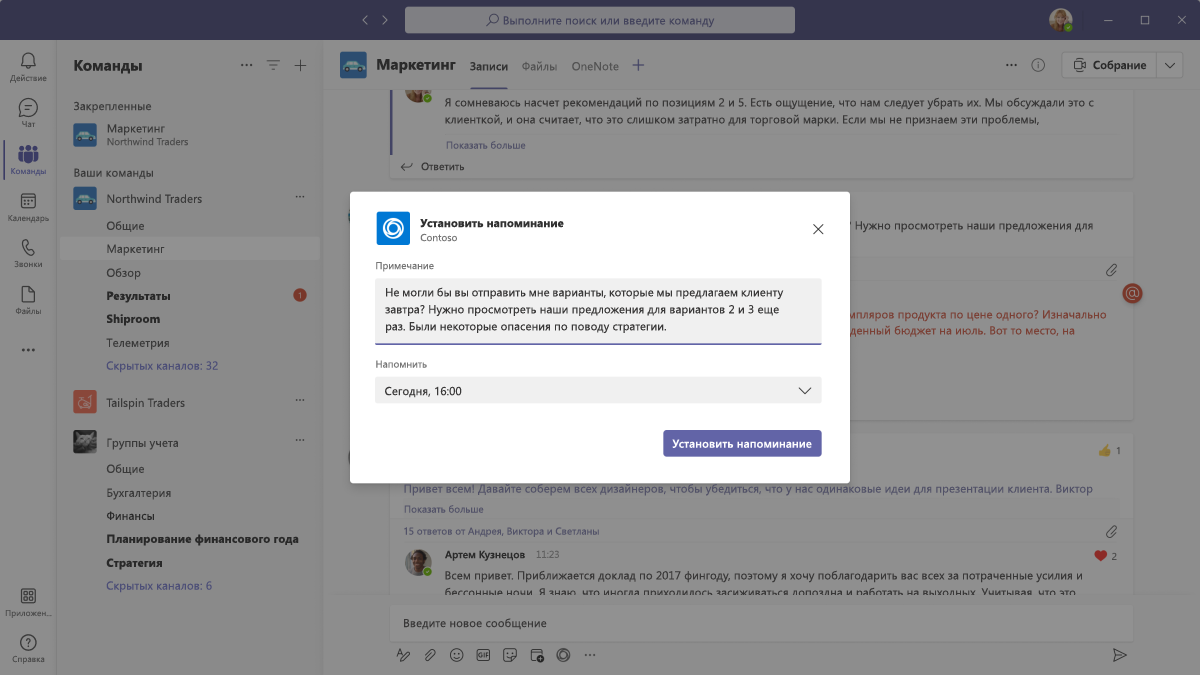 Выполните поиск или введите команду
Действие
Чат
Команды
Календарь
Звонки
Файлы
Приложен...
Справка
Команды
Закрепленные
Маркетинг
Northwind Traders
Ваши команды
Northwind Traders
Общие
Маркетинг
Обзор
Результаты
1
Shiproom
Телеметрия
Скрытых каналов: 32
Tailspin Traders
Группы учета
Общие
Бухгалтерия
Финансы
Планирование финансового года
Стратегия
Скрытых каналов: 6
Маркетинг
Записи
Файлы
OneNote
Собрание
Я сомневаюсь насчет рекомендаций по позициям 2 и 5. Есть ощущение, что нам следует убрать их. Мы обсуждали это с
клиенткой, и она считает, что это слишком затратно для торговой марки. Если мы не признаем эти проблемы,
Показать больше
Ответить
? Нужно просмотреть наши предложения для
мпляров продукта по цене одного? Изначально
денный бюджет на июль. Вот то место, на
Установить напоминание
Contoso
Примечание
Не могли бы вы отправить мне варианты, которые мы предлагаем клиенту
завтра? Нужно просмотреть наши предложения для вариантов 2 и 3 еще
раз. Были некоторые опасения по поводу стратегии.
Напомнить
Сегодня, 16:00
Установить напоминание
1
Привет всем! Давайте соберем всех дизайнеров, чтобы убедиться, что у нас одинаковые идеи для презентации клиента. Виктор
Показать больше
15 ответов от Андрея, Виктора и Светланы
Артем Кузнецов 11:23
2
Всем привет. Приближается доклад по 2017 фингоду, поэтому я хочу поблагодарить вас всех за потраченные усилия и
бессонные ночи. Я знаю, что иногда приходилось засиживаться допоздна и работать на выходных. Учитывая, что это
Введите новое сообщение
GIF